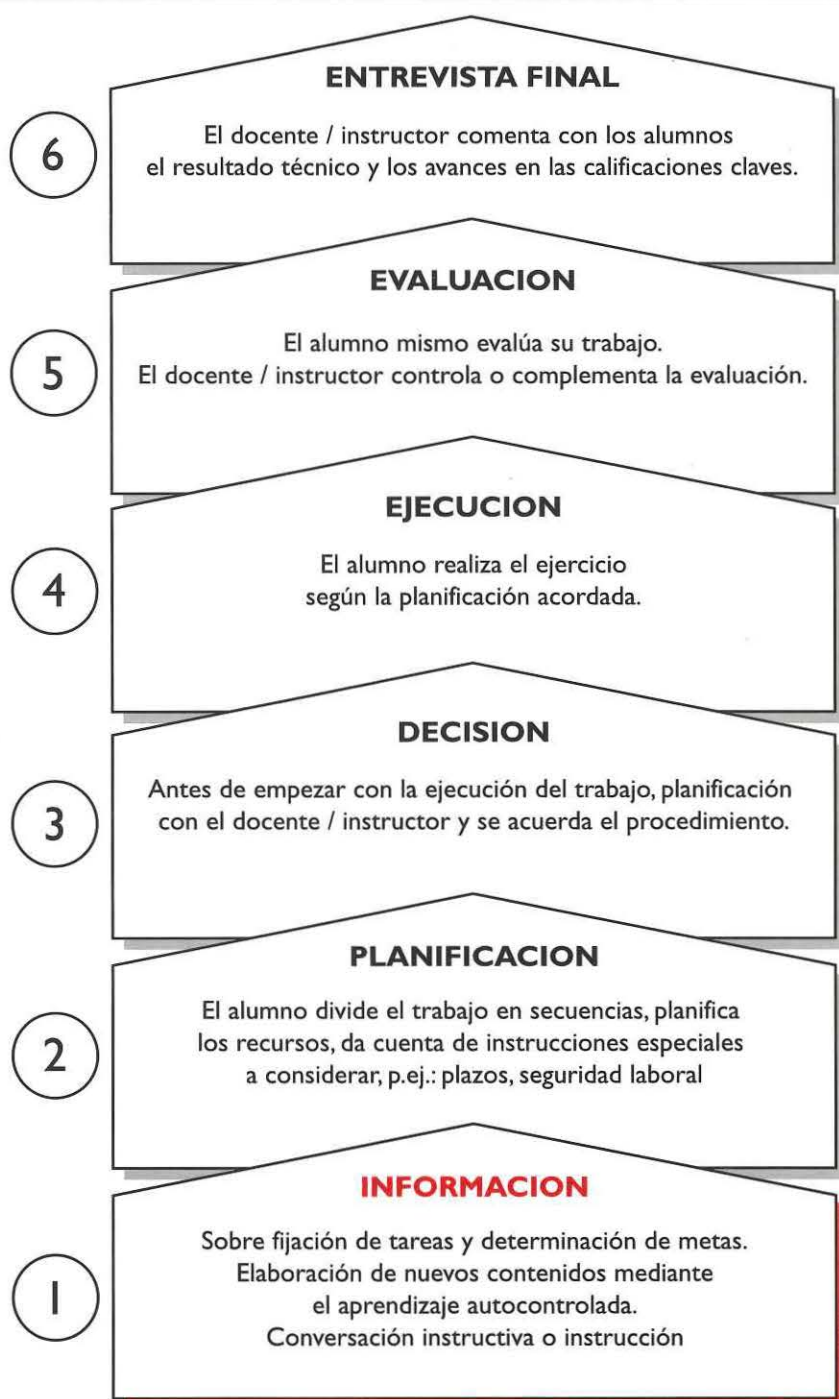 ENTREVISTA FINAL
6
El docente / instructor comenta con los alumnos
el resultado técnico y los avances en las calificaciones claves.
EVALUACION
5
El alumno mismo evalúa su trabajo.
El docente / instructor controla o complementa la evaluación.
EJECUCION
4
El alumno realiza el ejercicio
según la planificación acordada.
DECISION
3
Antes de empezar con la ejecución del trabajo, planificación
con el docente / instructor y se acuerda el procedimiento.
PLANIFICACION
2
El alumno divide el trabajo en secuencias, planifica
los recursos, da cuenta de instrucciones especiales
a considerar, p.ej.: plazos, seguridad laboral
INFORMACION
1
Sobre fijación de tareas y determinación de metas.
Elaboración de nuevos contenidos mediante
el aprendizaje autocontrolada.
Conversación instructiva o instrucción